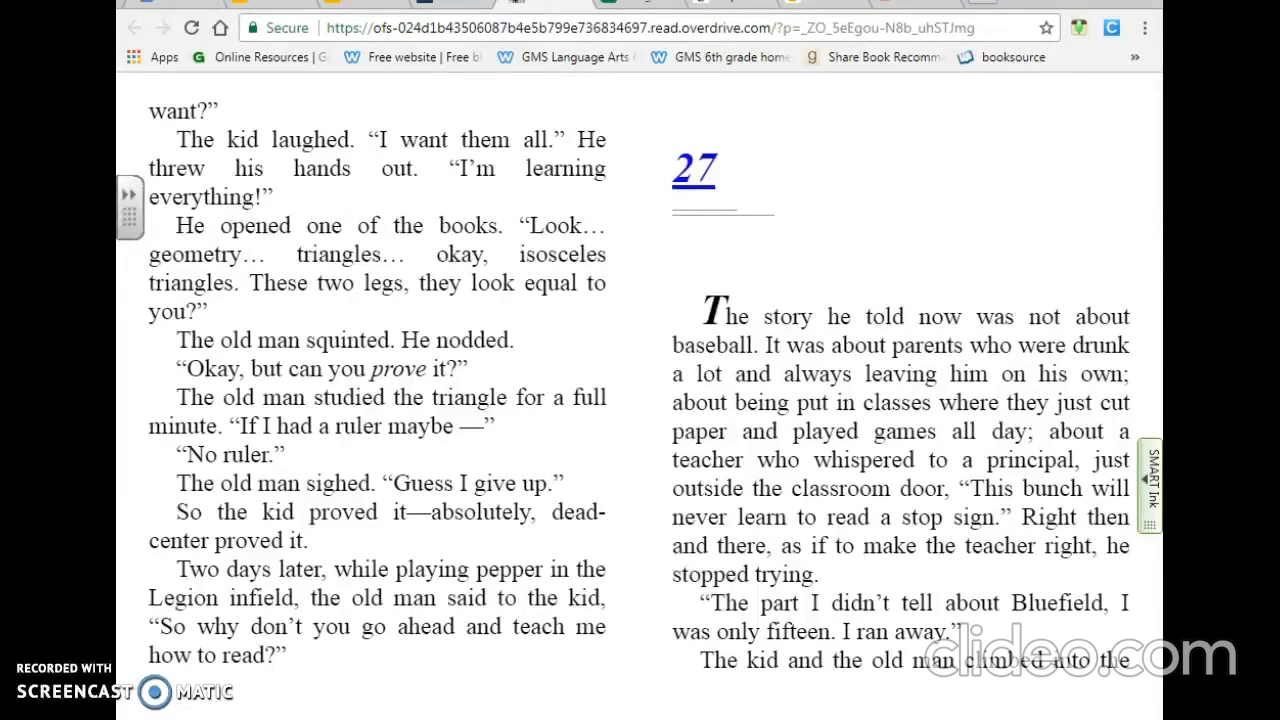 Secure
https://ofs-024d1b43506087b4e5b799e736834697.read.overdrive.com/?p=_ZO_5eEgou-N8b_uhSTJmg
Apps
G
Online Resources | G
Free website | Free bl
GMS Language Arts
GMS 6th grade home
g
Share Book Recomm
booksource
»
C
want?”
The kid laughed. “I want them all.” He
threw his hands out. “I’m learning
everything!”
He opened one of the books. “Look…
geometry… triangles… okay, isosceles
triangles. These two legs, they look equal to
you?”
The old man squinted. He nodded.
“Okay, but can you prove it?”
The old man studied the triangle for a full
minute. “If I had a ruler maybe —”
“No ruler.”
The old man sighed. “Guess I give up.”
So the kid proved it—absolutely, dead-
center proved it.
Two days later, while playing pepper in the
Legion infield, the old man said to the kid,
“So why don’t you go ahead and teach me
how to read?”
27
The story he told now was not about
baseball. It was about parents who were drunk
a lot and always leaving him on his own;
about being put in classes where they just cut
paper and played games all day; about a
teacher who whispered to a principal, just
outside the classroom door, “This bunch will
never learn to read a stop sign.” Right then
and there, as if to make the teacher right, he
stopped trying.
“The part I didn’t tell about Bluefield, I
was only fifteen. I ran away.”
The kid and the old man climbed into the
SMART Ink
clideo.com
RECORDED WITH
SCREENCAST MATIC